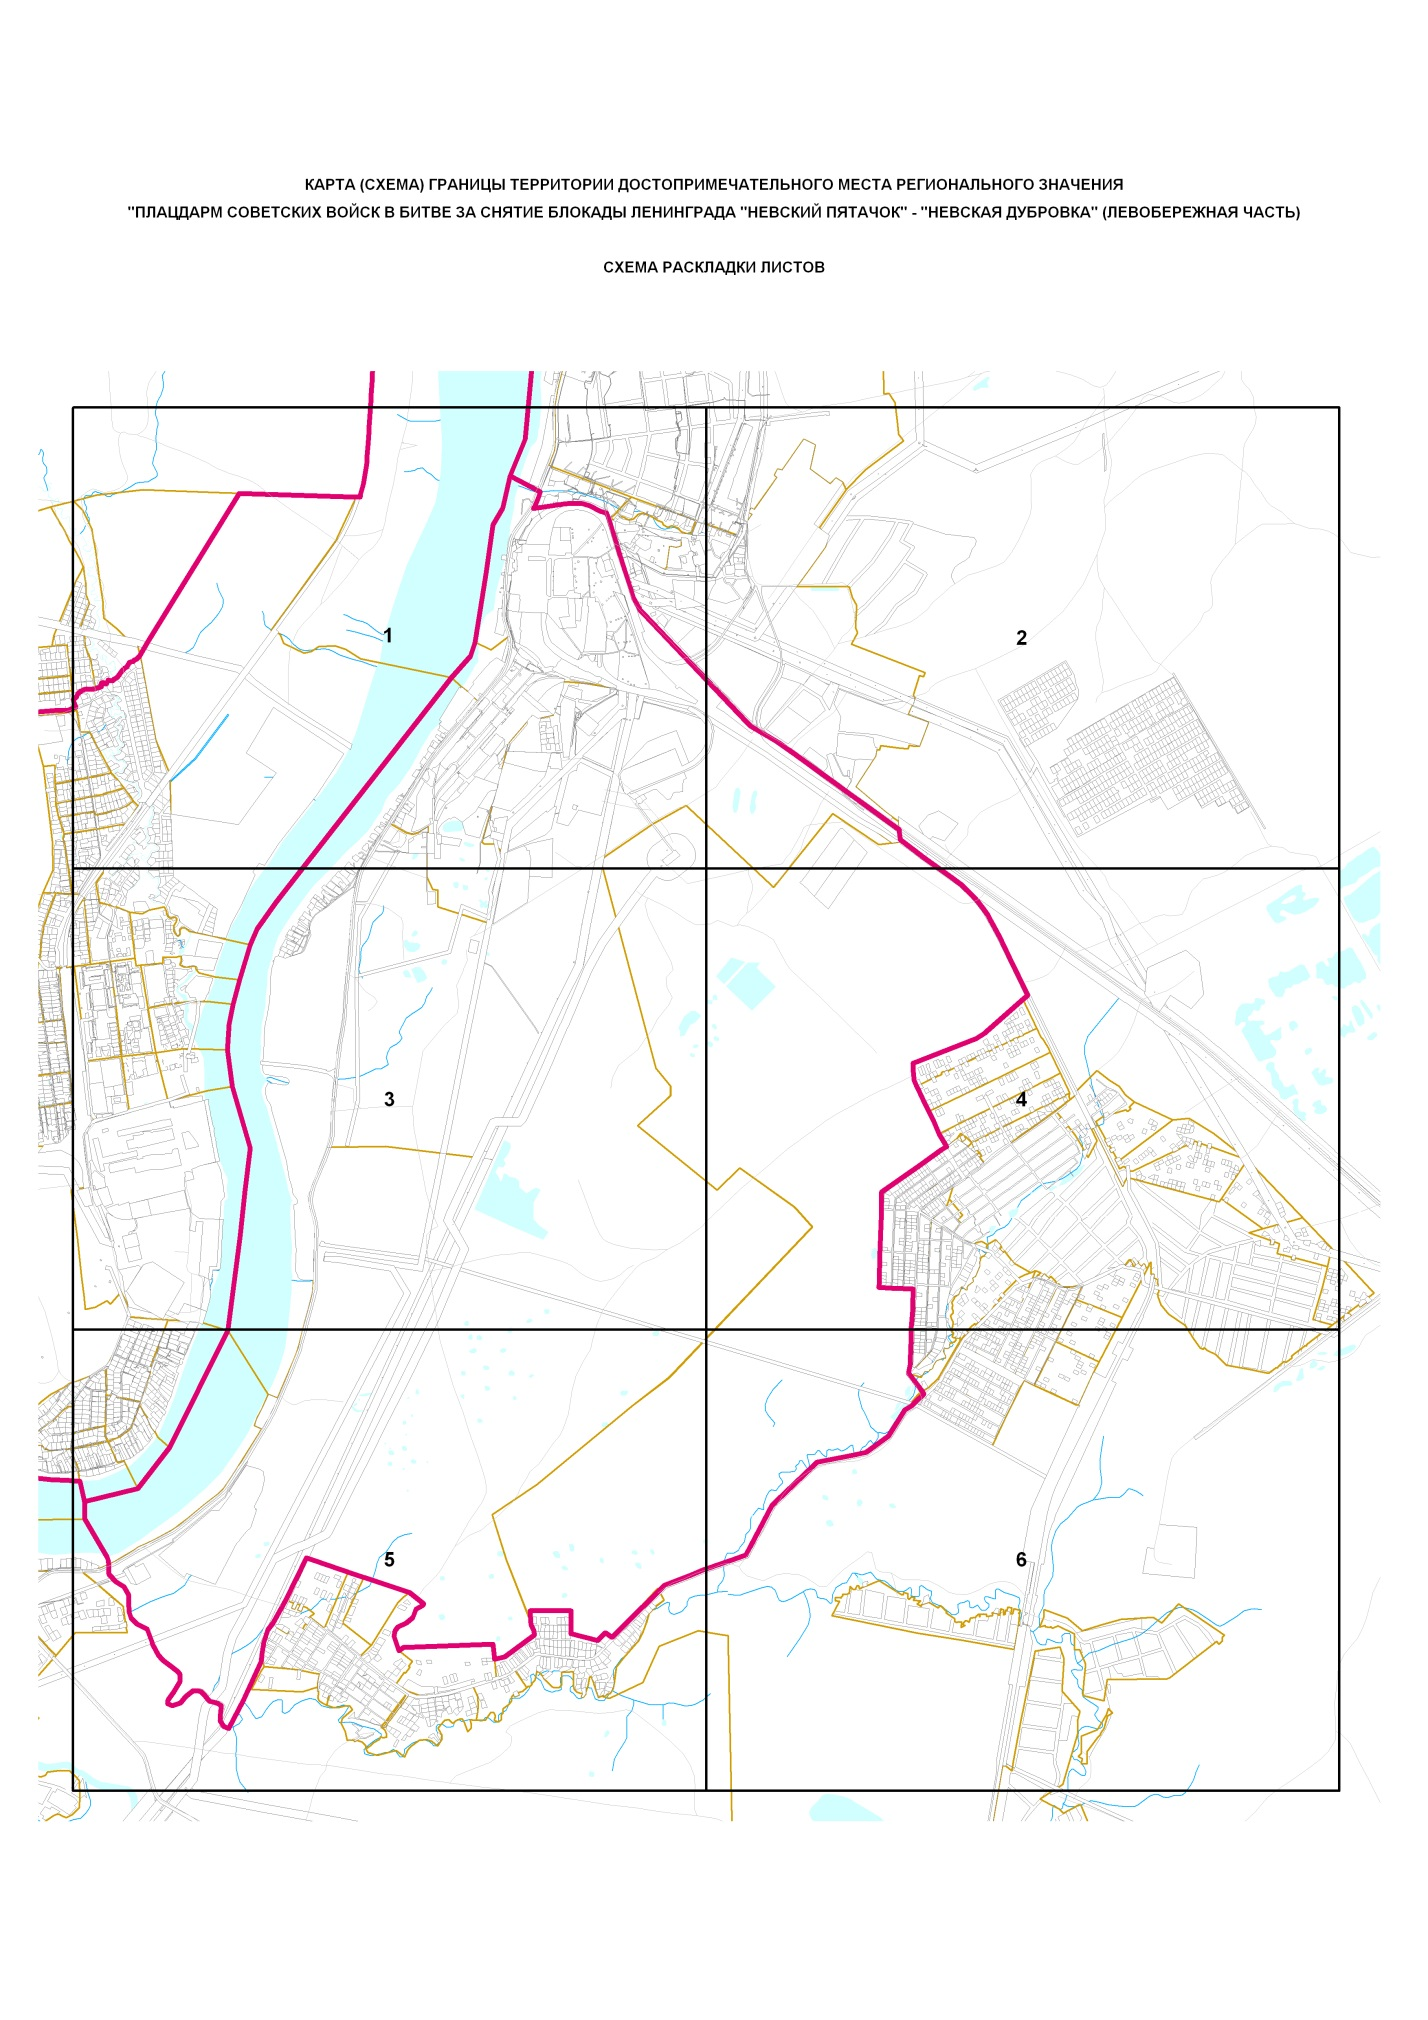 КАРТА (СХЕМА) ГРАНИЦЫ ТЕРРИТОРИИ ДОСТОПРИМЕЧАТЕЛЬНОГО МЕСТА РЕГИОНАЛЬНОГО ЗНАЧЕНИЯ
"ПЛАЦДАРМ СОВЕТСКИХ ВОЙСК В БИТВЕ ЗА СНЯТИЕ БЛОКАДЫ ЛЕНИНГРАДА "НЕВСКИЙ ПЯТАЧОК" - "НЕВСКАЯ ДУБРОВКА" (ЛЕВОБЕРЕЖНАЯ ЧАСТЬ)
СХЕМА РАСКЛАДКИ ЛИСТОВ
1
2
3
4
5
6